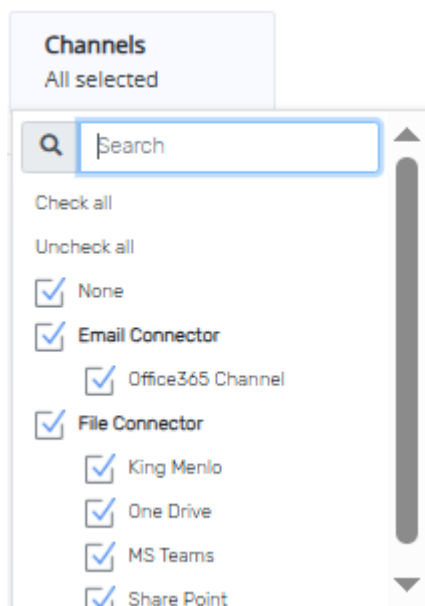 Channels
All selected
Search
Check all
Uncheck all
None
Email Connector
Office365 Channel
File Connector
King Menlo
One Drive
MS Teams
Share Point